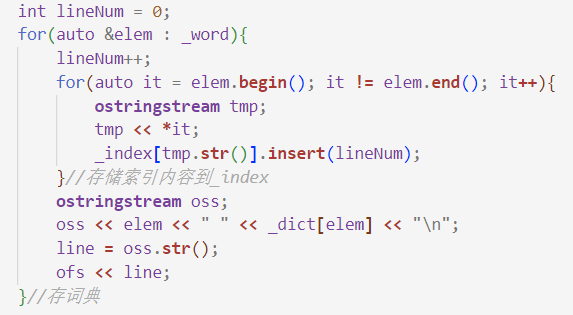 int lineNum = 0;
for(auto &elem : _word){
    lineNum++;
    for(auto it = elem.begin(); it != elem.end(); it++){
        ostringstream tmp;
        tmp << *it;
        _index[tmp.str()].insert(lineNum);
    }//存储索引内容到_index
    ostringstream oss;
    oss << elem << " " << _dict[elem] << "\n";
    line = oss.str();
    ofs << line;
}//存词典